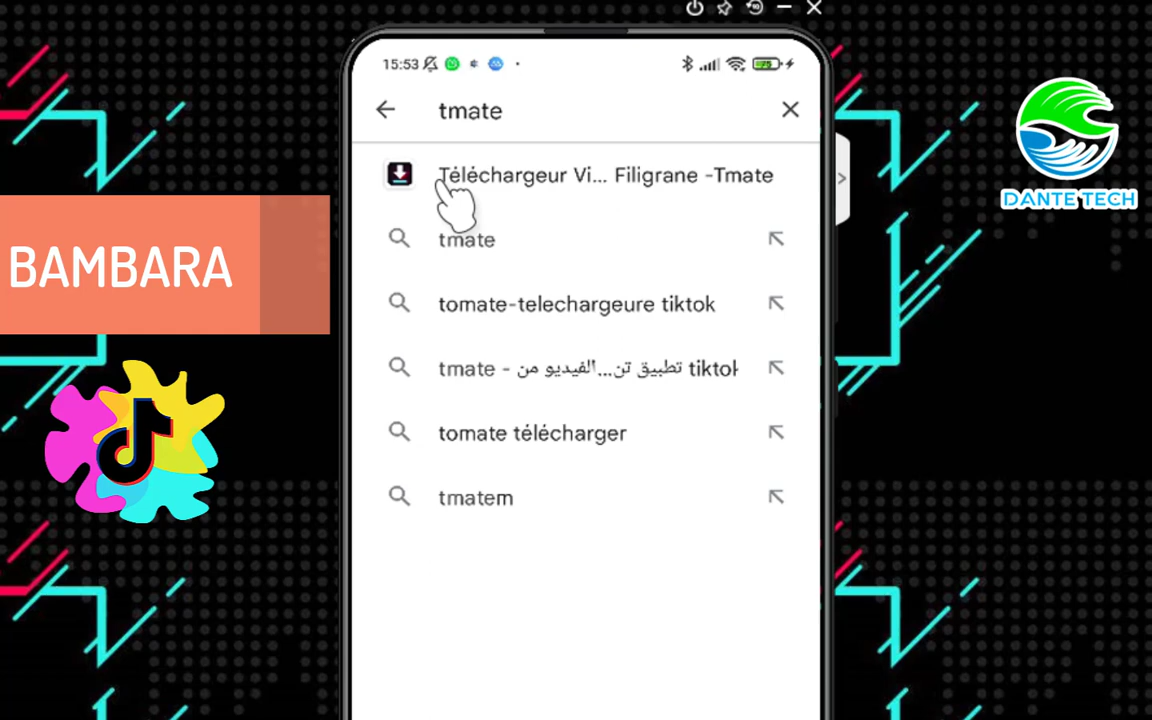 15:53
75
tmate
Téléchargeur Vi... Filigrane -Tmate
tmate
tomate-telechargeure tiktok
tmate - تطبيق تن...الفيديو من tiktok
tomate télécharger
tmatem
BAMBARA
DANTE TECH